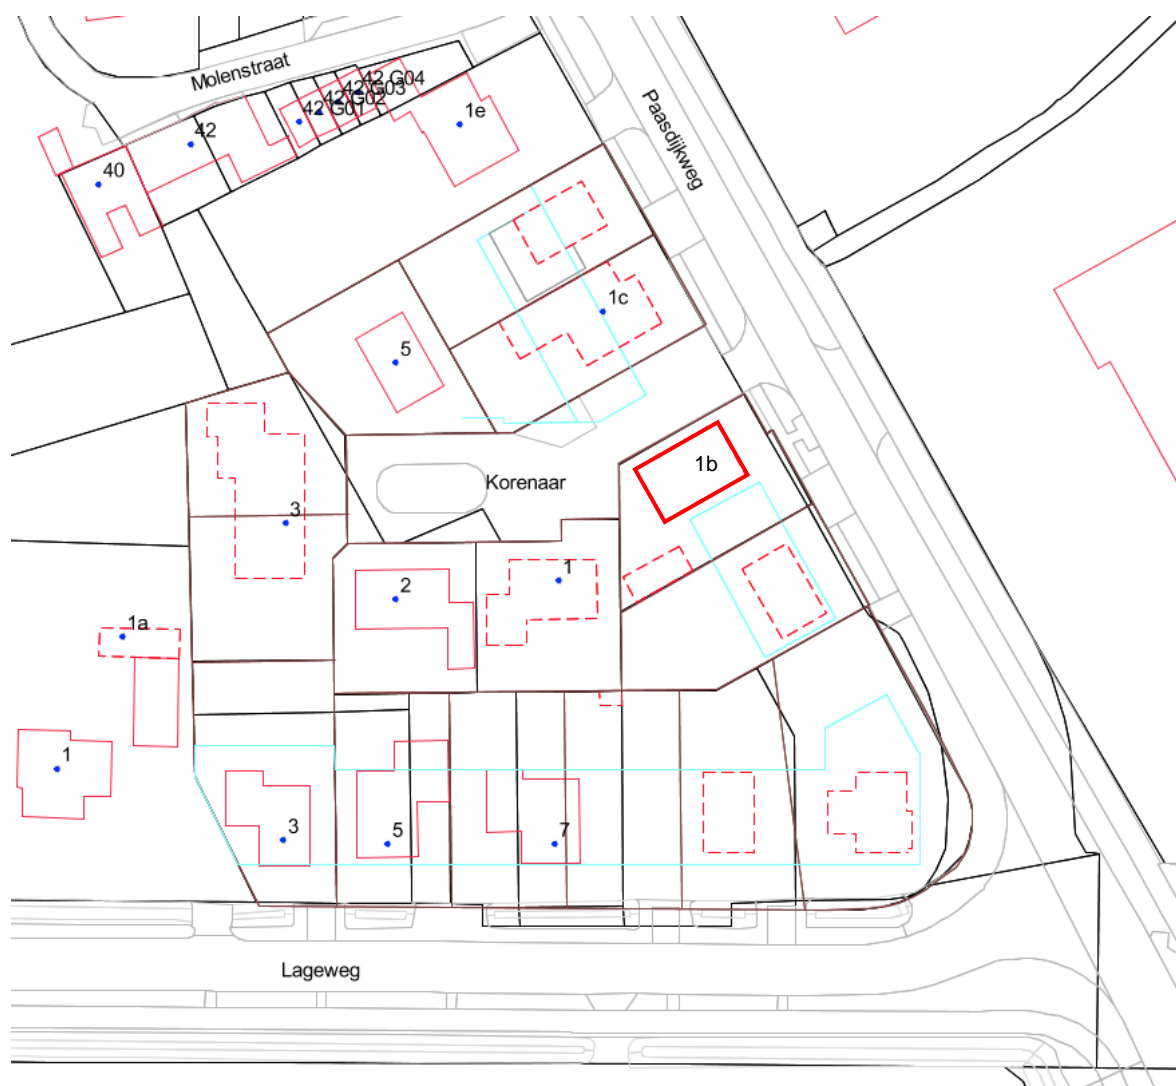 Molenstraat
42 G04
42 G03
42 G02
42 G01
1e
42
40
Paasdijkweg
1c
5
1b
Korenaar
3
1
2
1a
1
3
5
7
Lageweg